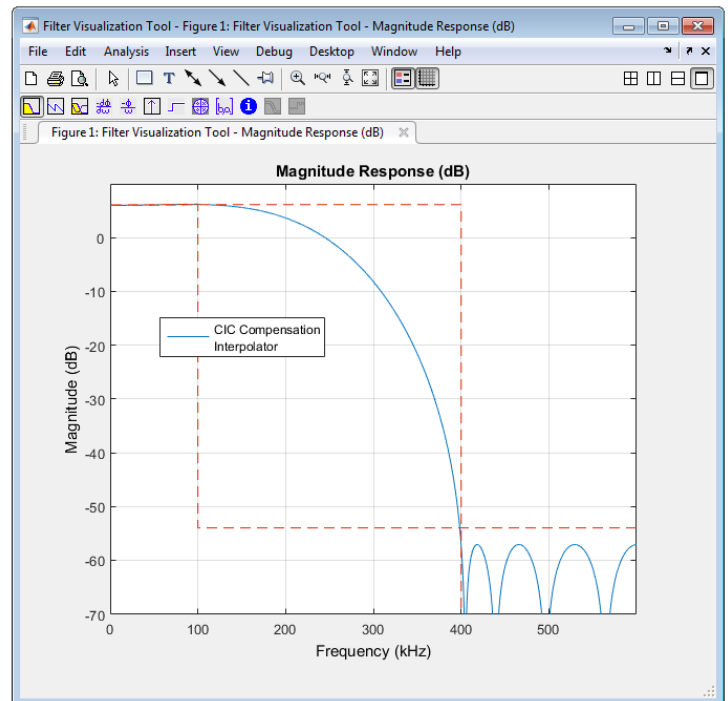 Filter Visualization Tool - Figure 1: Filter Visualization Tool - Magnitude Response (dB)
File Edit Analysis Insert View Debug Desktop Window Help
T
[b,a]
Figure 1: Filter Visualization Tool - Magnitude Response (dB)
Magnitude Response (dB)
0
-10
-20
-30
-40
-50
-60
-70
Magnitude (dB)
CIC Compensation
Interpolator
0 100 200 300 400 500
Frequency (kHz)